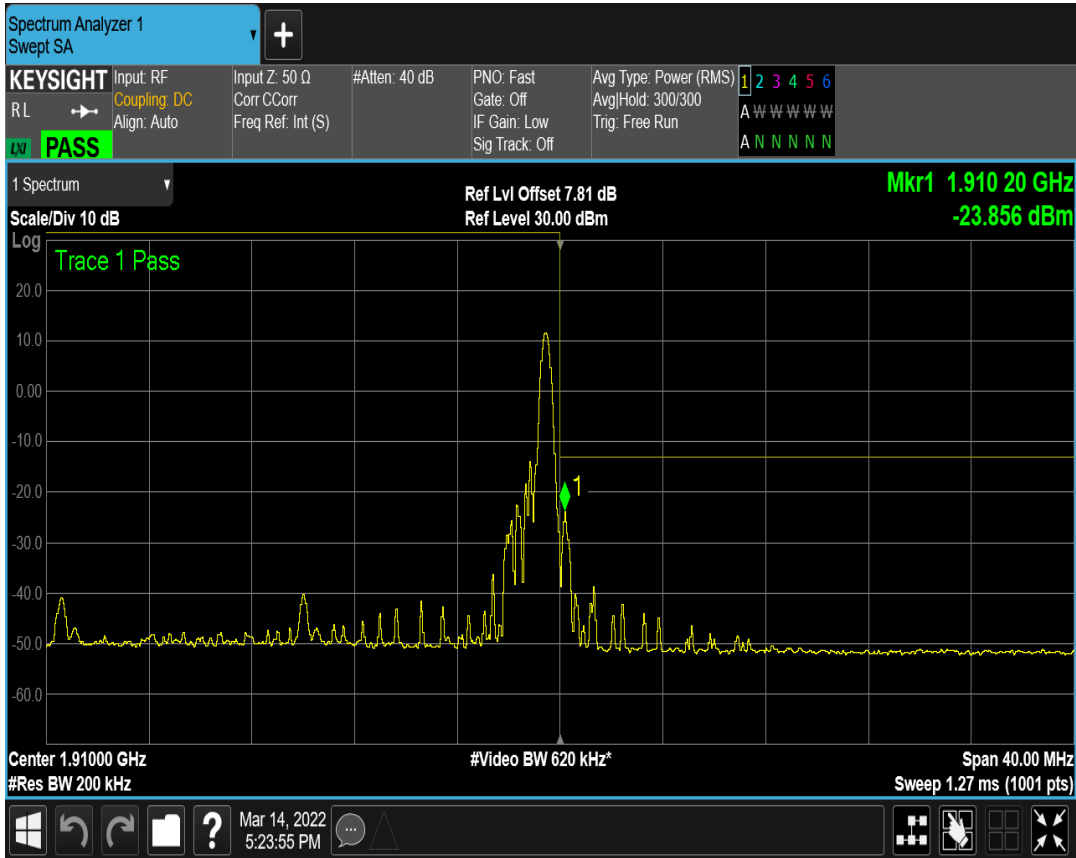 Spectrum Analyzer 1
Swept SA
+
KEYSIGHT
RL
LXI PASS
Input: RF
Coupling: DC
Align: Auto
Input Z: 50 Ω
Corr CCorr
Freq Ref: Int (S)
#Atten: 40 dB
PNO: Fast
Gate: Off
IF Gain: Low
Sig Track: Off
Avg Type: Power (RMS)
Avg|Hold: 300/300
Trig: Free Run
1 2 3 4 5 6
A W W W W W
A N N N N N
1 Spectrum
Scale/Div 10 dB
Ref Lvl Offset 7.81 dB
Ref Level 30.00 dBm
Mkr1 1.910 20 GHz
-23.856 dBm
Log
Trace 1 Pass
20.0
10.0
0.00
-10.0
-20.0
1
-30.0
-40.0
-50.0
-60.0
Center 1.91000 GHz
#Res BW 200 kHz
#Video BW 620 kHz*
Span 40.00 MHz
Sweep 1.27 ms (1001 pts)
?
Mar 14, 2022
5:23:55 PM